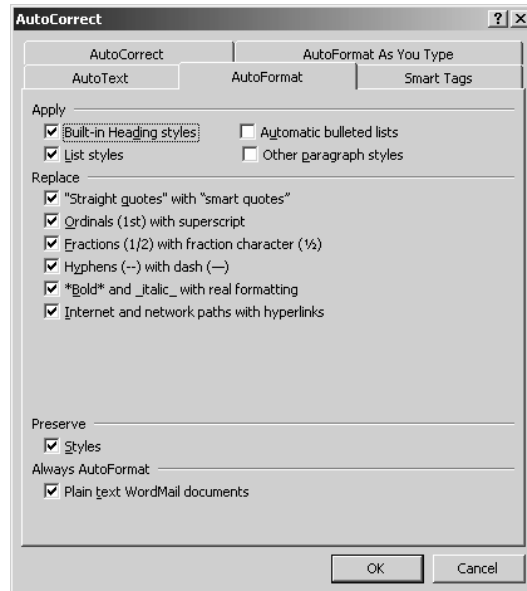 AutoCorrect ? x
AutoCorrect AutoFormat As You Type
AutoText AutoFormat Smart Tags
Apply
Built-in Heading styles Automatic bulleted lists
List styles Other paragraph styles
Replace
"Straight quotes" with “smart quotes”
Ordinals (1st) with superscript
Fractions (1/2) with fraction character (½)
Hyphens (--) with dash (—)
*Bold* and _italic_ with real formatting
Internet and network paths with hyperlinks
Preserve
Styles
Always AutoFormat
Plain text WordMail documents
OK Cancel